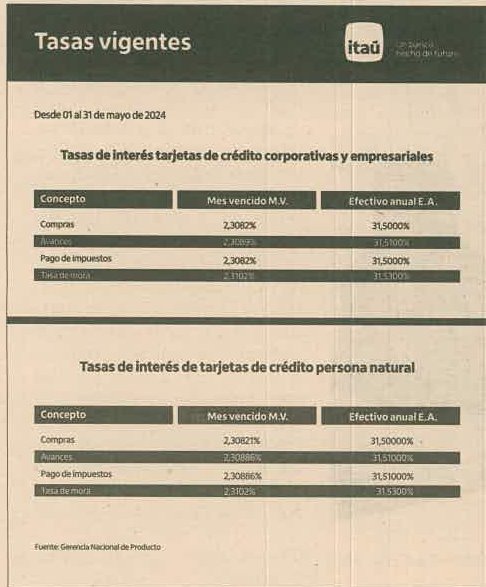 Tasas vigentes
itaú
hecho de futuro
Desde 01 al 31 de mayo de 2024
Tasas de interés tarjetas de crédito corporativas y empresariales
Concepto Mes vencido M.V. Efectivo anual E.A.
Compras 2,3082% 31,5000%
Avances 2,3089% 31,5100%
Pago de impuestos 2,3082% 31,5000%
Tasa de mora 2,3102% 31,5300%
Tasas de interés de tarjetas de crédito persona natural
Concepto Mes vencido M.V. Efectivo anual E.A.
Compras 2,30821% 31,50000%
Avances 2,30886% 31,51000%
Pago de impuestos 2,30886% 31,51000%
Tasa de mora 2,3102% 31,5300%
Fuente: Gerencia Nacional de Producto